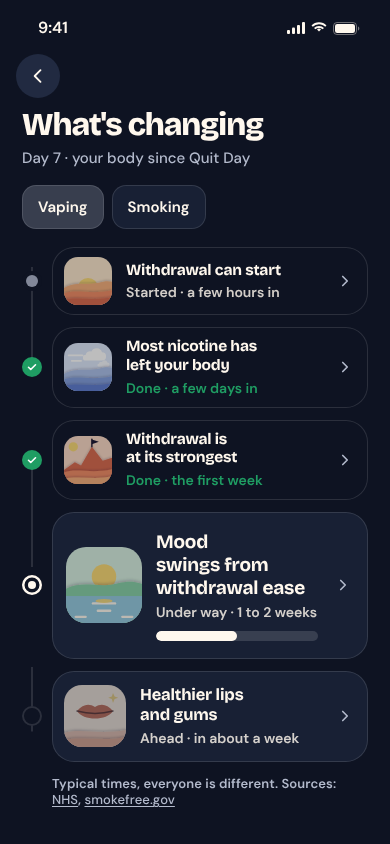 9:41
What's changing
Day 7 · your body since Quit Day
Vaping
Smoking
Withdrawal can start
Started · a few hours in
Most nicotine has
left your body
Done · a few days in
Withdrawal is
at its strongest
Done · the first week
Mood
swings from
withdrawal ease
Under way · 1 to 2 weeks
Healthier lips
and gums
Ahead · in about a week
Typical times, everyone is different. Sources:
NHS, smokefree.gov